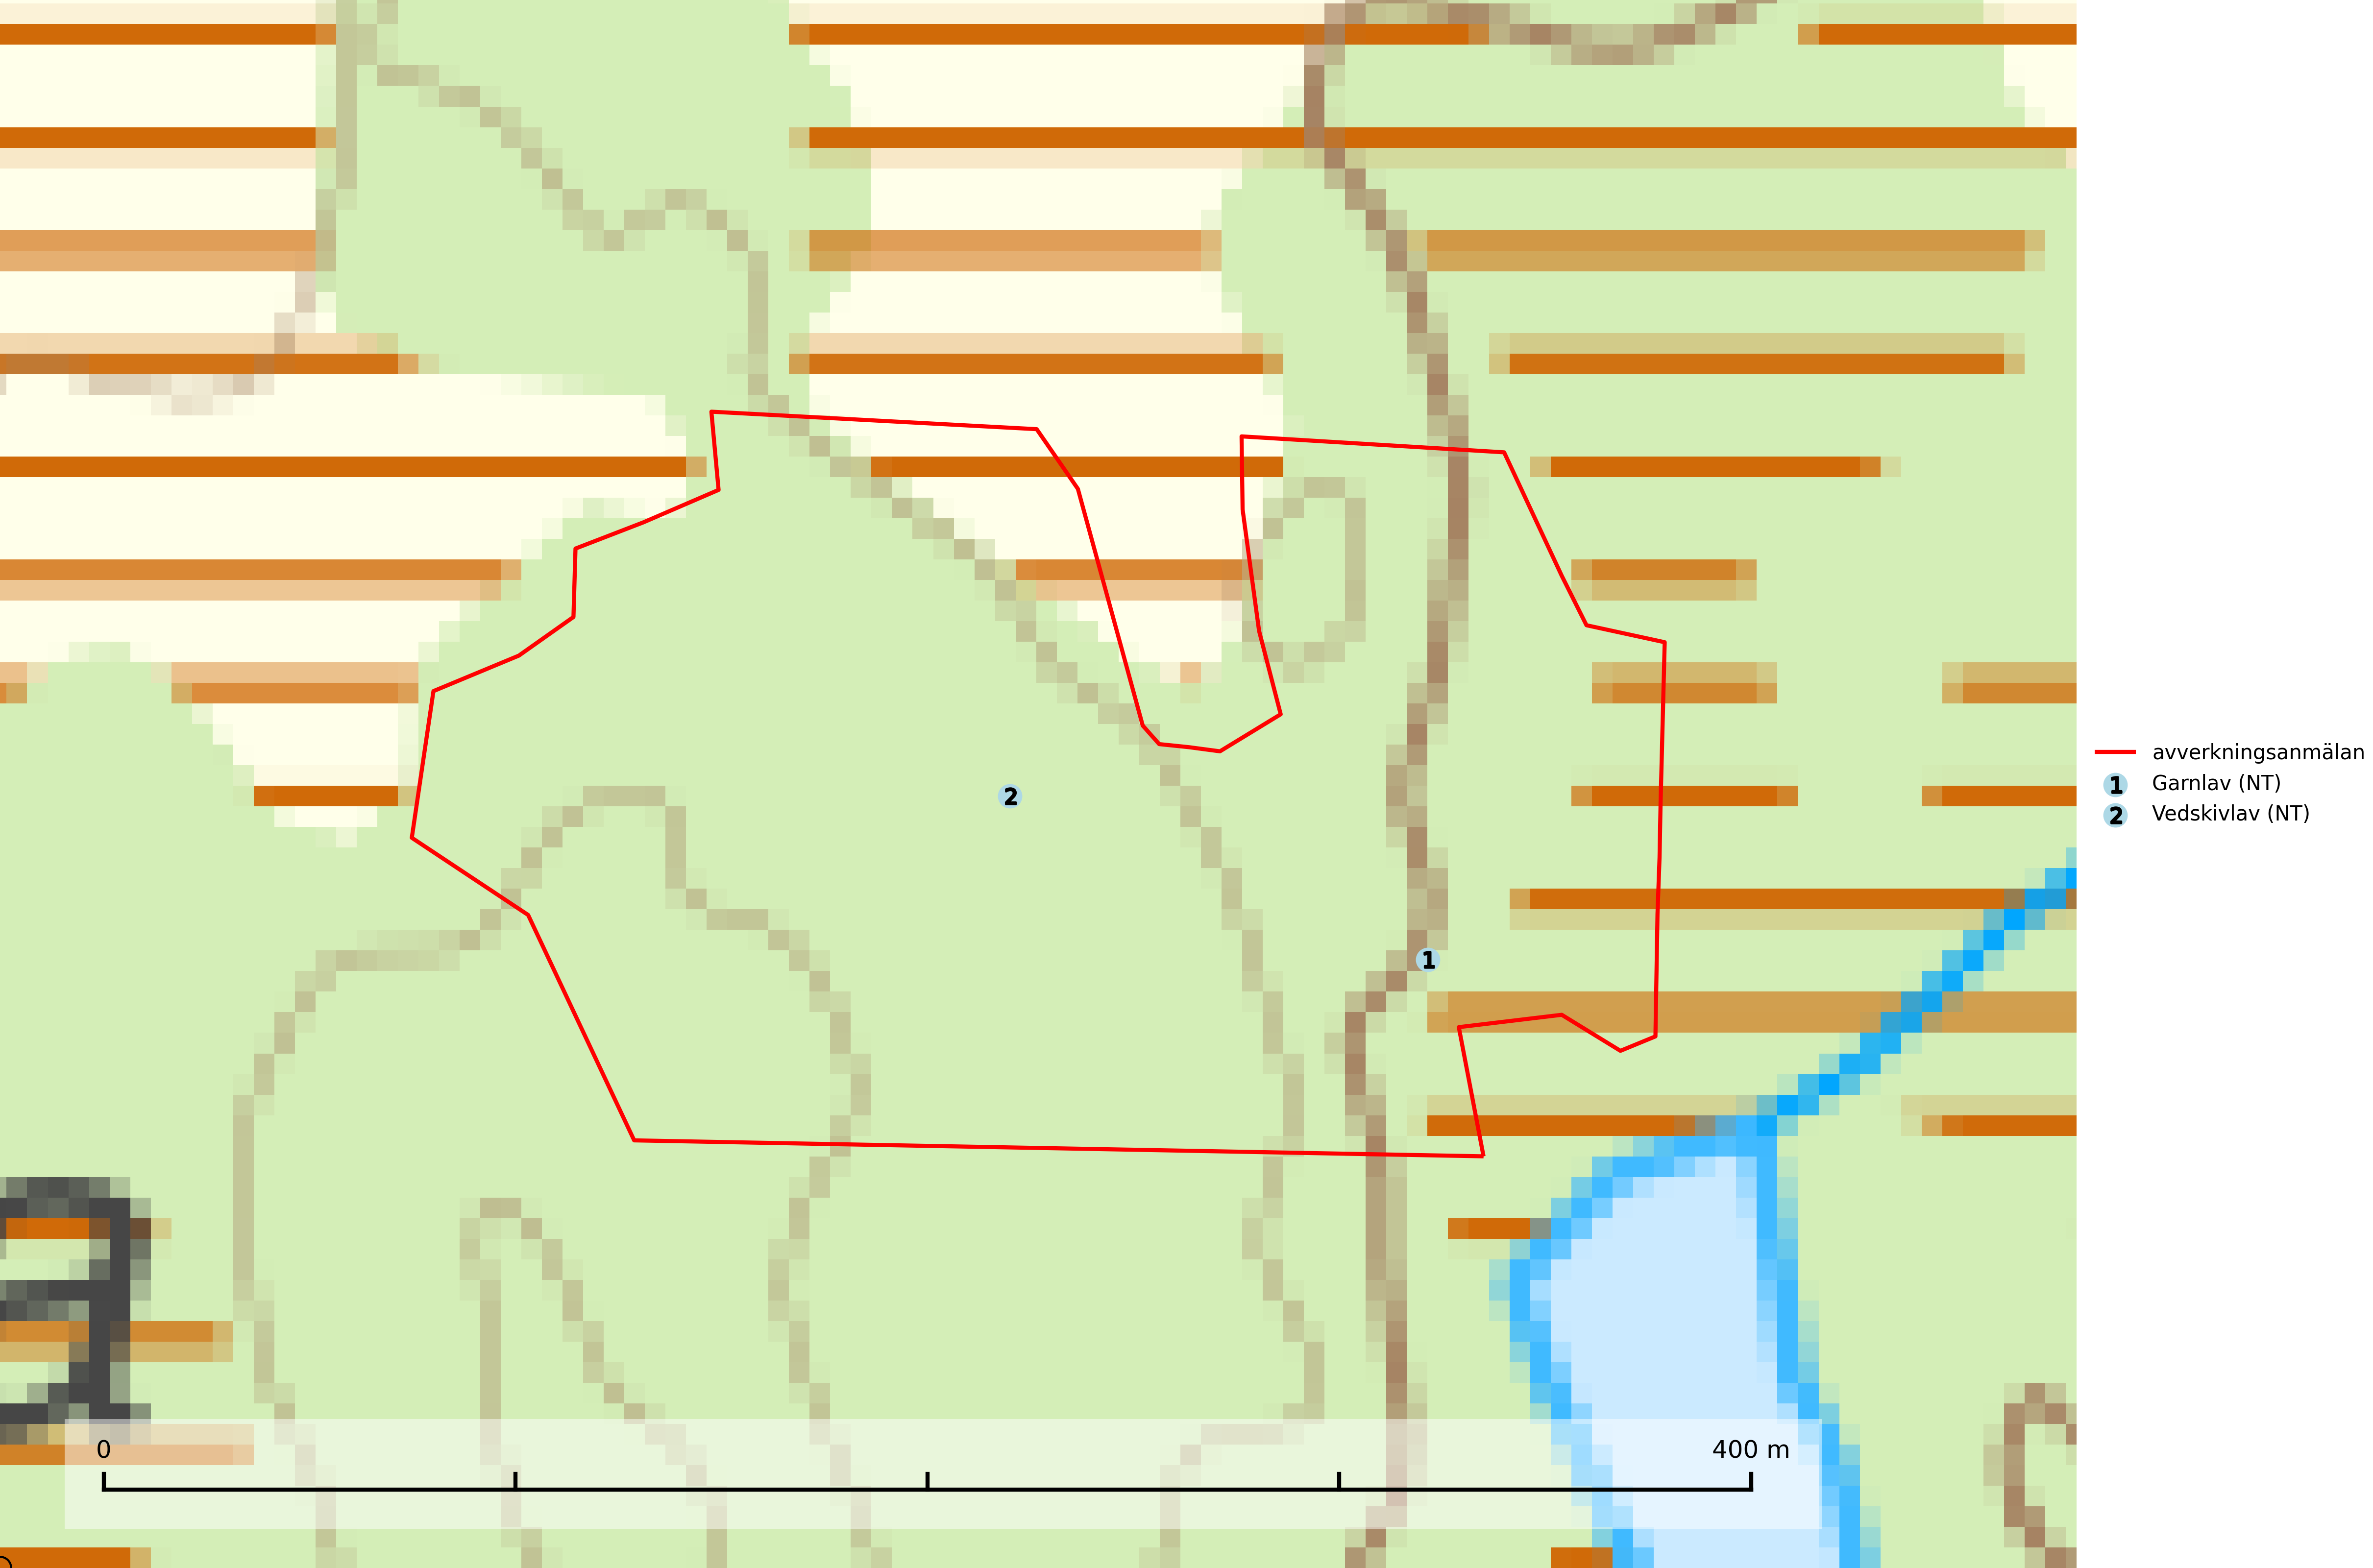 2
1
avverkningsanmälan
1 Garnlav (NT)
2 Vedskivlav (NT)
0 400 m